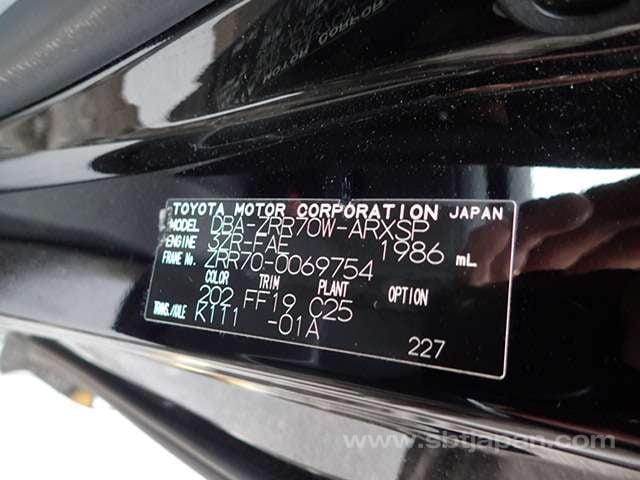 TOYOTA MOTOR CORPORATION JAPAN
MODEL DBA-ZRR70W-ARXSP
ENGINE 3ZR-FAE 1986 mL
FRAME No. ZRR70-0069754
COLOR TRIM PLANT OPTION
202 FF19 C25
TRANS./AXLE K111 -01A
227
www.sbtjapan.com